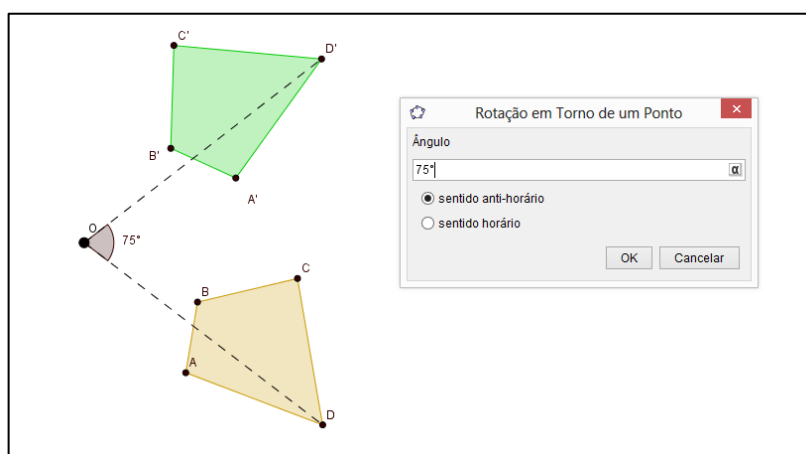 C'
D'
B'
A'
O
75°
B
C
A
D
Rotação em Torno de um Ponto
Ângulo
75°
α
sentido anti-horário
sentido horário
OK Cancelar